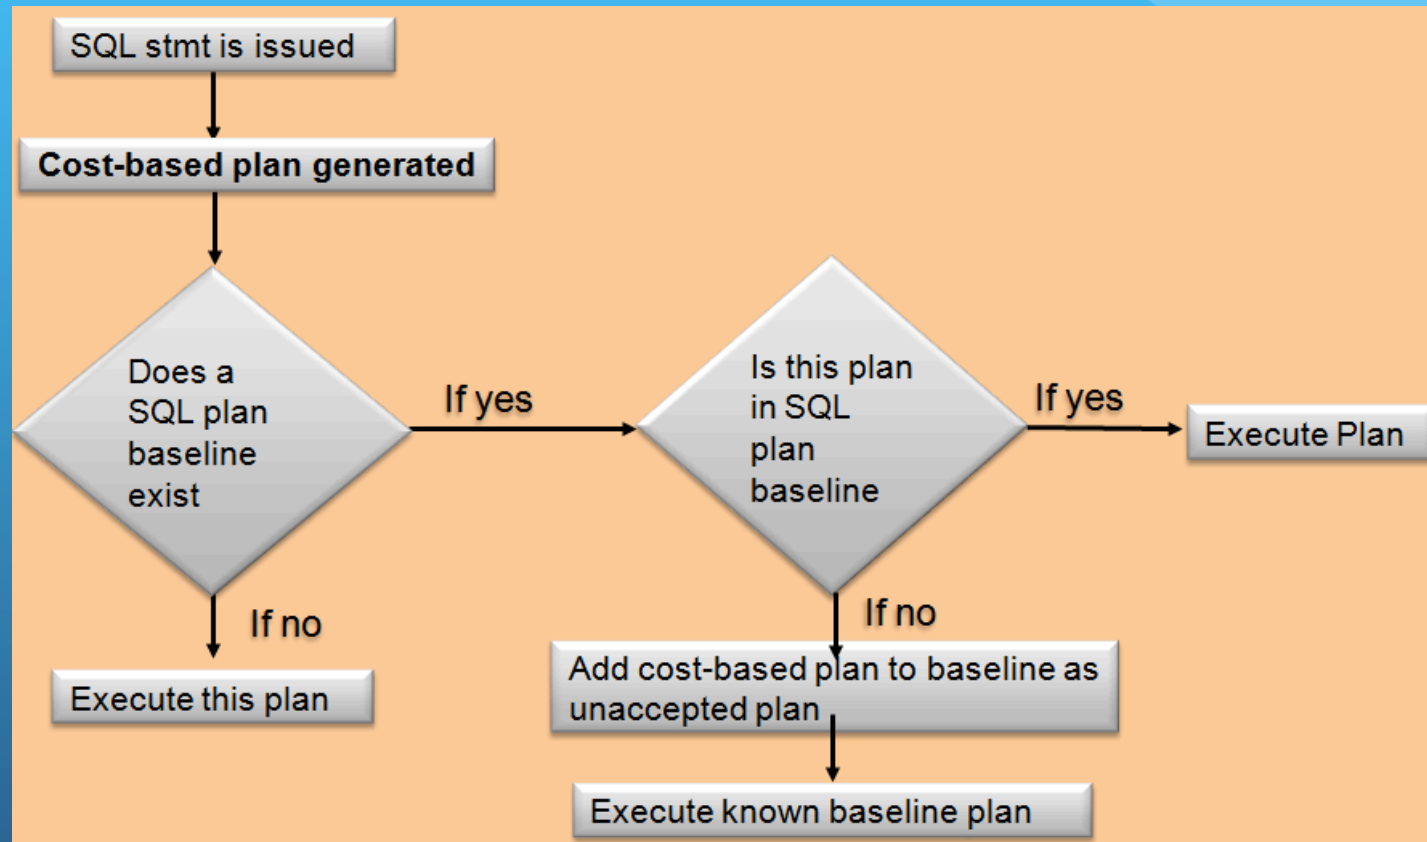 SQL stmt is issued
Cost-based plan generated
Does a
SQL plan
baseline
exist
If yes
Is this plan
in SQL
plan
baseline
If yes
Execute Plan
If no
Execute this plan
If no
Add cost-based plan to baseline as
unaccepted plan
Execute known baseline plan